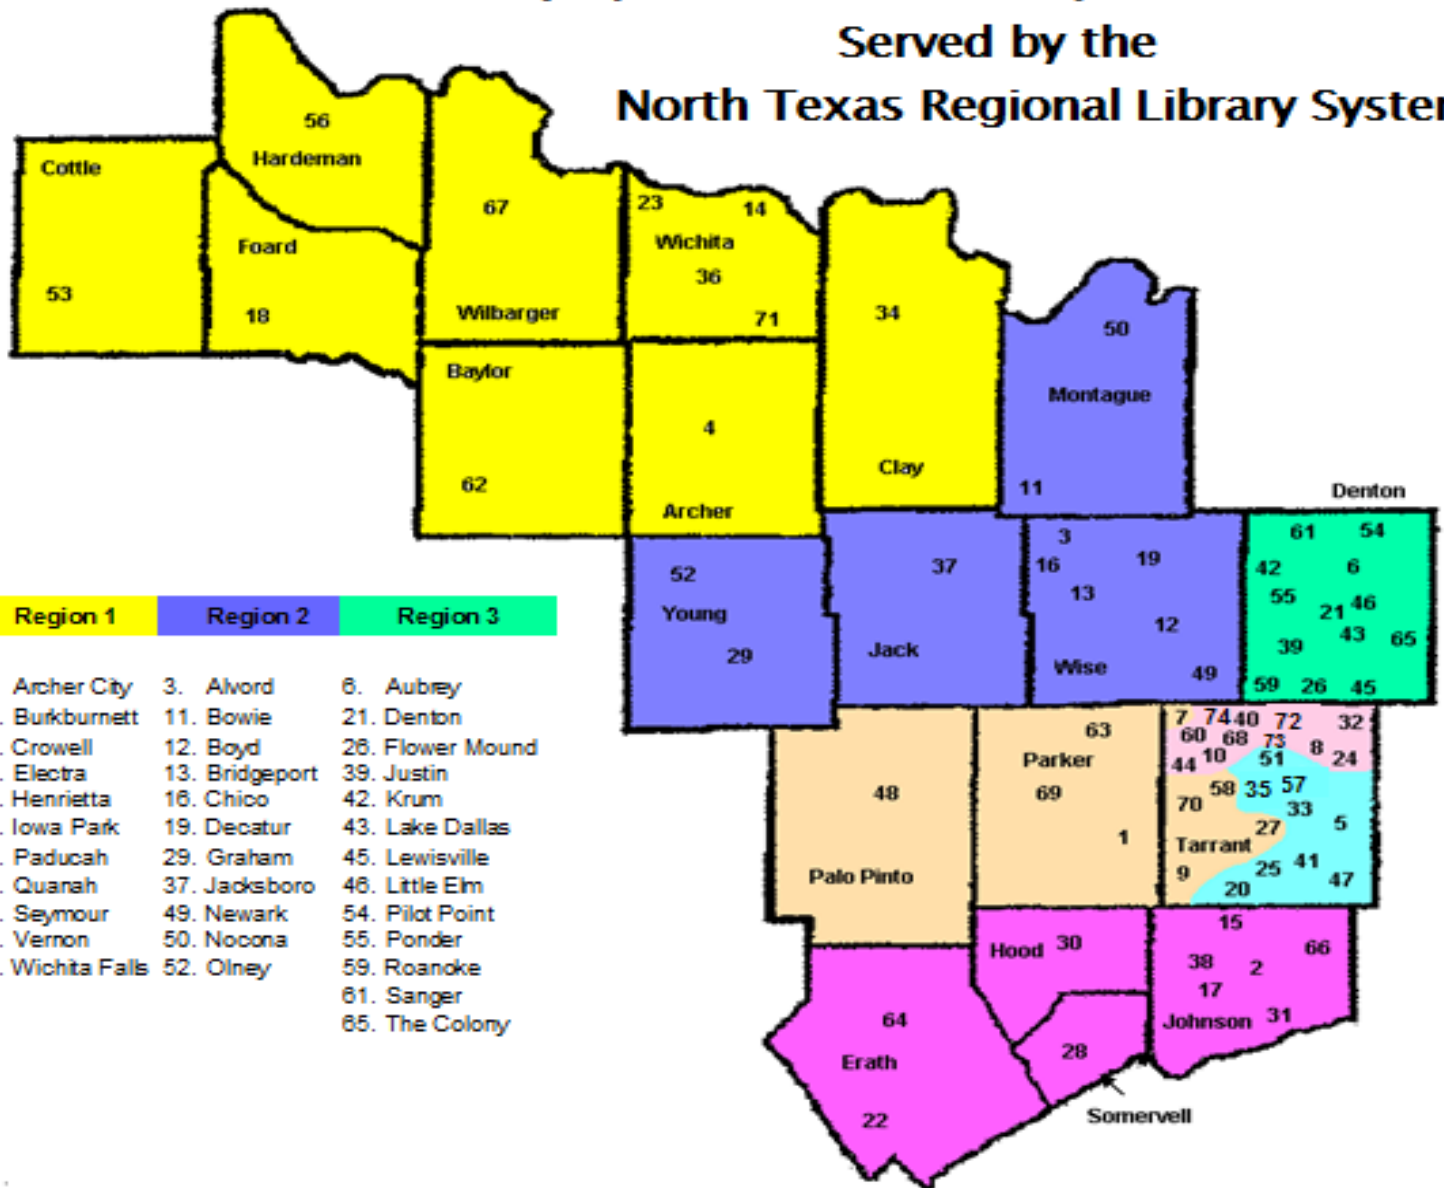 Served by the
North Texas Regional Library Syste
56
Hardeman
Cottle
67
23 14
Wichita
Foard
36
53
18
Wilbarger
71
34
50
Baylor
Montague
4
62
Clay
11
Archer
Denton
52
Young
29
37
Jack
3
16 19
13
12
Wise
49
61 54
42 6
55
21 46
43 65
39
59 26 45
Region 1 Region 2 Region 3
Archer City 3. Alvord 6. Aubrey
. Burkburnett 11. Bowie 21. Denton
. Crowell 12. Boyd 26. Flower Mound
. Electra 13. Bridgeport 39. Justin
. Henrietta 16. Chico 42. Krum
. Iowa Park 19. Decatur 43. Lake Dallas
. Paducah 29. Graham 45. Lewisville
. Quanah 37. Jacksboro 46. Little Elm
. Seymour 49. Newark 54. Pilot Point
. Vernon 50. Nocona 55. Ponder
. Wichita Falls 52. Olney 59. Roanoke
61. Sanger
65. The Colony
48
Palo Pinto
63
Parker
69
1
7 74 40 72 32
60 68 73 8
44 10 51 24
58 35 57
70 33
27 5
Tarrant
9 25 41
20 47
Hood 30
15
38 2 66
17
Johnson 31
64
Erath
22
28
Somervell